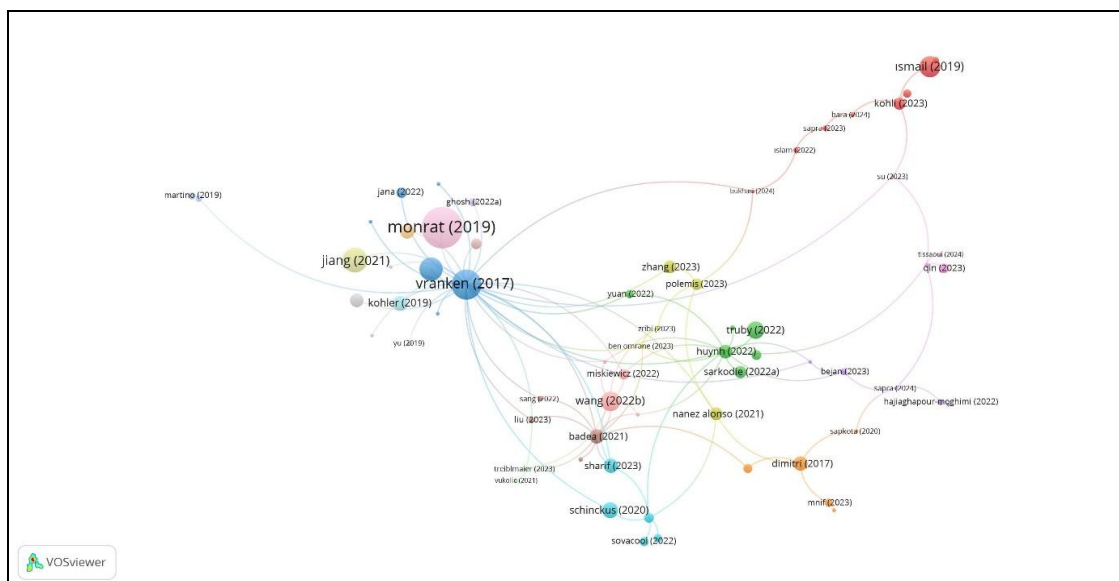 ısmail (2019)
kohli (2023)
bara (2024)
sapra (2023)
ıslam (2022)
su (2023)
bukhari (2024)
martino (2019)
jana (2022)
ghosh (2022a)
monrat (2019)
tissaoui (2024)
qin (2023)
jiang (2021)
zhang (2023)
vranken (2017)
polemis (2023)
yuan (2022)
kohler (2019)
zribi (2023)
truby (2022)
yu (2019)
ben omrane (2023)
huynh (2022)
miskiewicz (2022)
sarkodie (2022a)
bejan (2023)
sapra (2024)
hajiaghapour-moghimi (2022)
sang (2022)
wang (2022b)
liu (2023)
nanez alonso (2021)
sapkota (2020)
badea (2021)
treiblmaier (2023)
sharif (2023)
dimitri (2017)
vukolic (2021)
mnif (2023)
schinckus (2020)
sovacool (2022)
VOSviewer